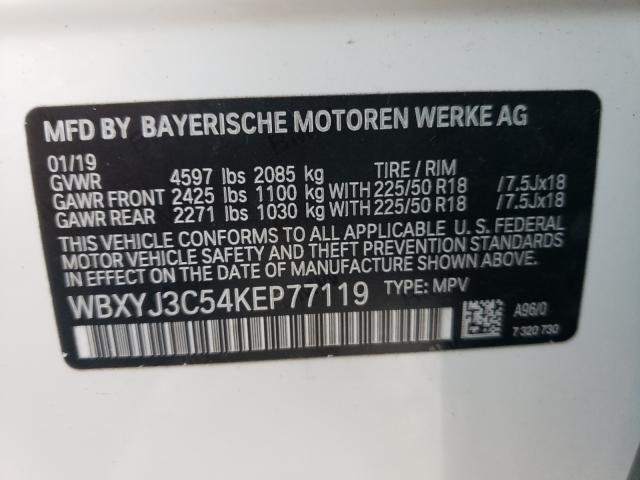 MFD BY BAYERISCHE MOTOREN WERKE AG
01/19 TIRE / RIM
GVWR 4597 lbs 2085 kg
GAWR FRONT 2425 lbs 1100 kg WITH 225/50 R18 /7.5Jx18
GAWR REAR 2271 lbs 1030 kg WITH 225/50 R18 /7.5Jx18
THIS VEHICLE CONFORMS TO ALL APPLICABLE U. S. FEDERAL
MOTOR VEHICLE SAFETY AND THEFT PREVENTION STANDARDS
IN EFFECT ON THE DATE OF MANUFACTURE SHOWN ABOVE.
WBXYJ3C54KEP77119 TYPE: MPV
A96/0
7 320 730